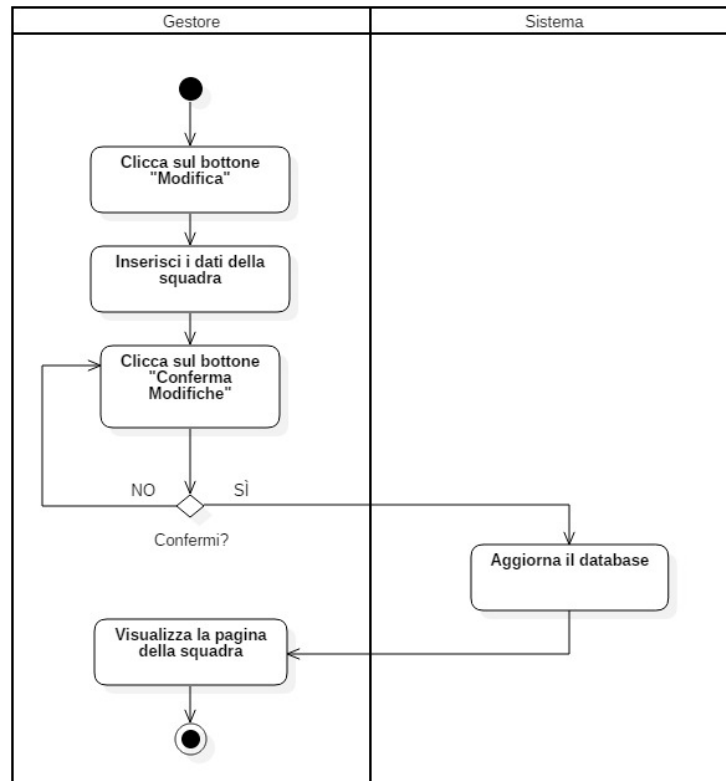 Gestore
Sistema
Clicca sul bottone
"Modifica"
Inserisci i dati della
squadra
Clicca sul bottone
"Conferma
Modifiche"
NO
SÌ
Confermi?
Aggiorna il database
Visualizza la pagina
della squadra